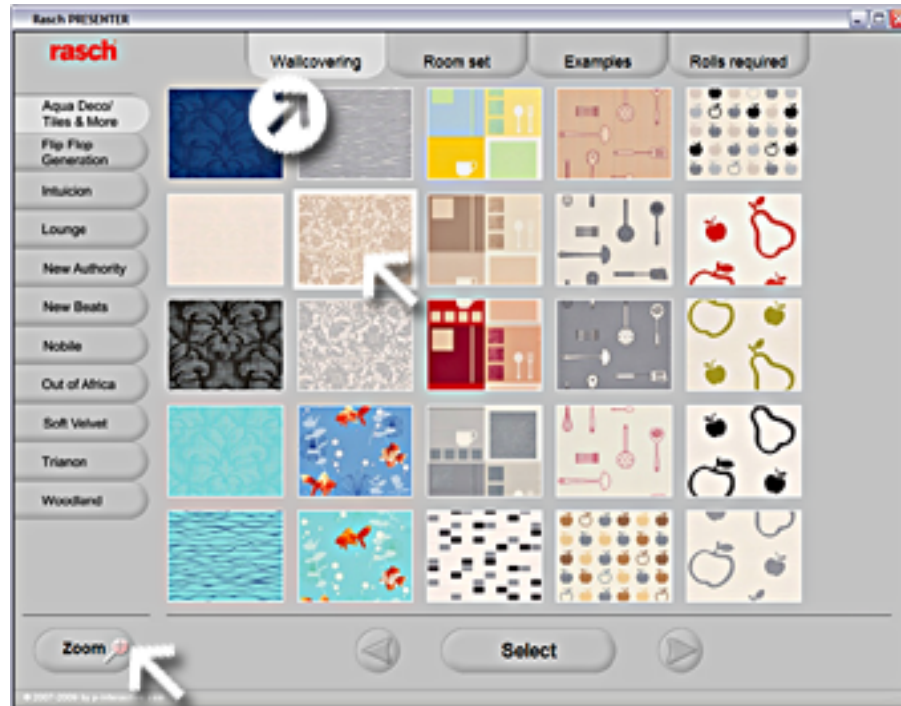 Rasch PRESENTER
rasch
Wallcovering
Room set
Examples
Rolls required
Aqua Deco/
Tiles & More
Flip Flop
Generation
Intuicion
Lounge
New Authority
New Beats
Nobile
Out of Africa
Soft Velvet
Trianon
Woodland
Zoom
Select